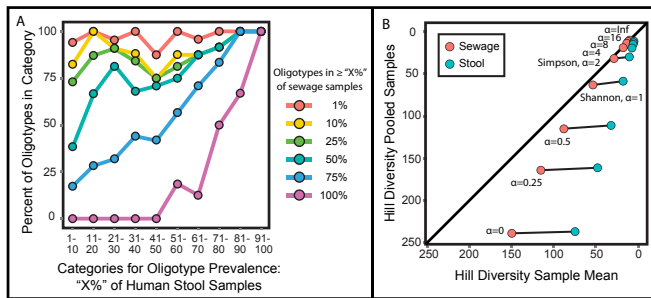 A
Percent of Oligotypes in Category
100
75
50
25
0
1-
10
11-
20
21-
30
31-
40
41-
50
51-
60
61-
70
71-
80
81-
90
91-
100
Categories for Oligotype Prevalence:
"X%" of Human Stool Samples
Oligotypes in ≥ "X%"
of sewage samples
1%
10%
25%
50%
75%
100%
B
Hill Diversity Pooled Samples
0
50
100
150
200
250
250
200
150
100
50
0
Hill Diversity Sample Mean
Sewage
Stool
α=Inf
α=16
α=8
α=4
Simpson, α=2
Shannon, α=1
α=0.5
α=0.25
α=0